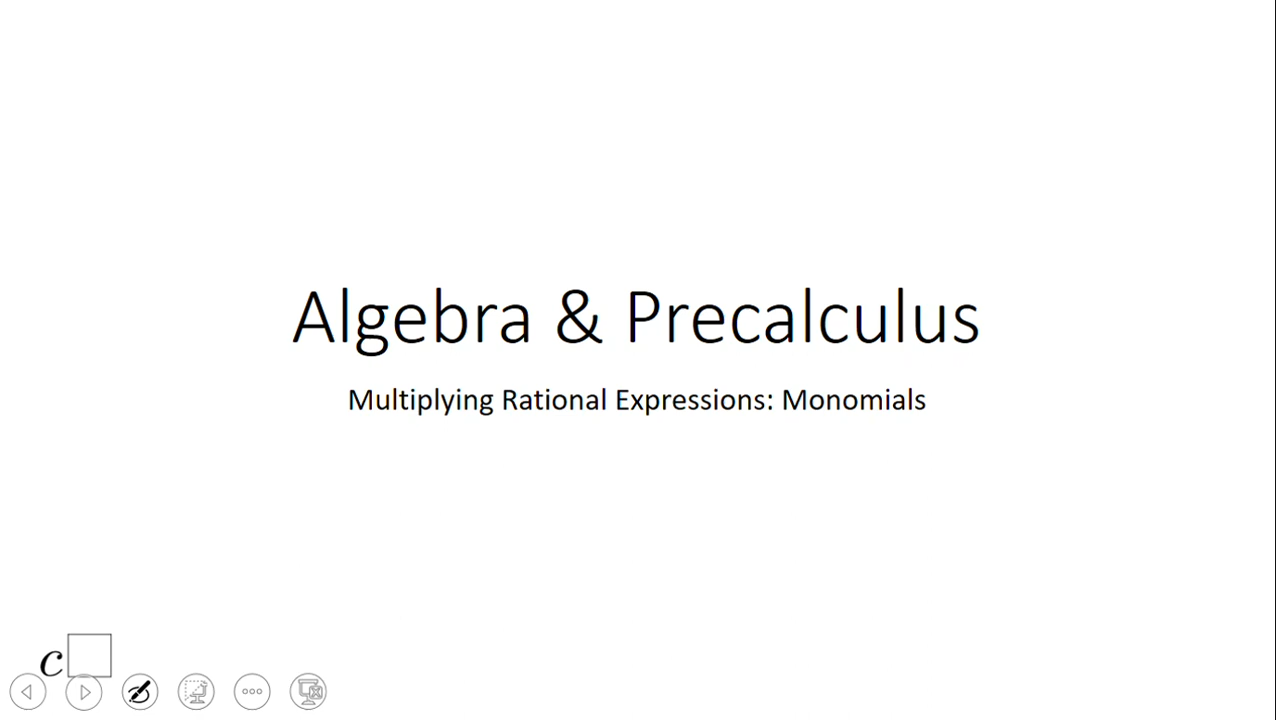 Algebra & Precalculus
Multiplying Rational Expressions: Monomials
c